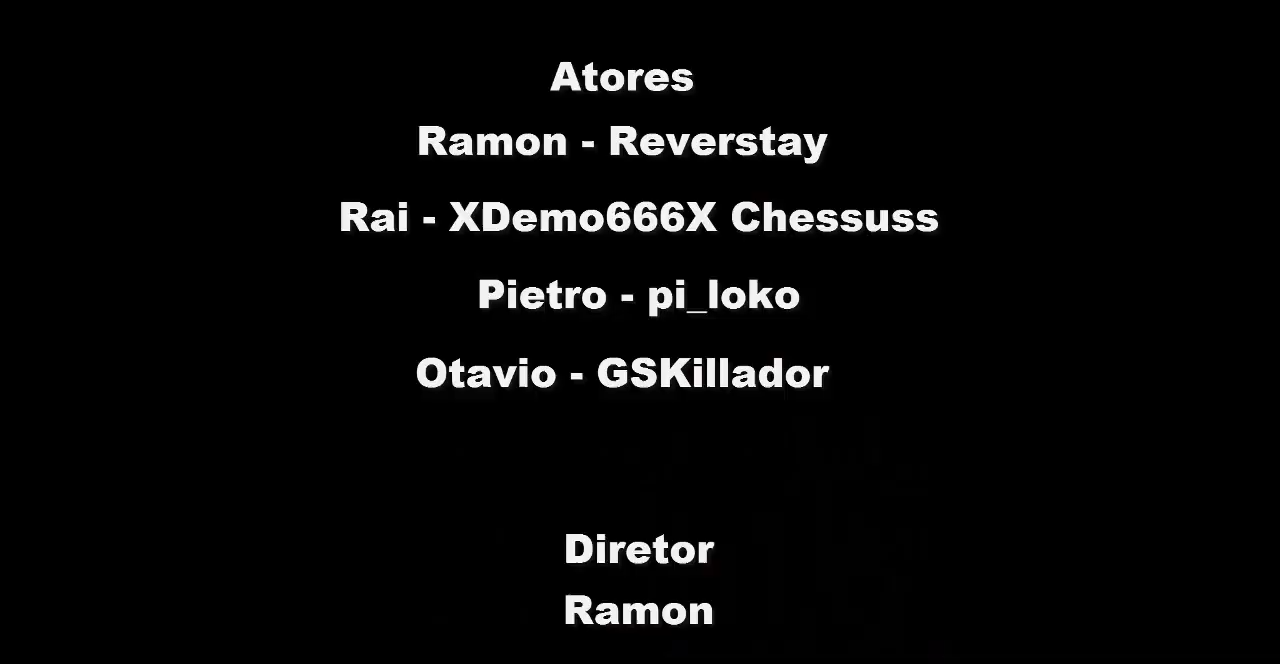 Atores
Ramon - Reverstay
Rai - XDemo666X Chessuss
Pietro - pi_loko
Otavio - GSKillador
Diretor
Ramon